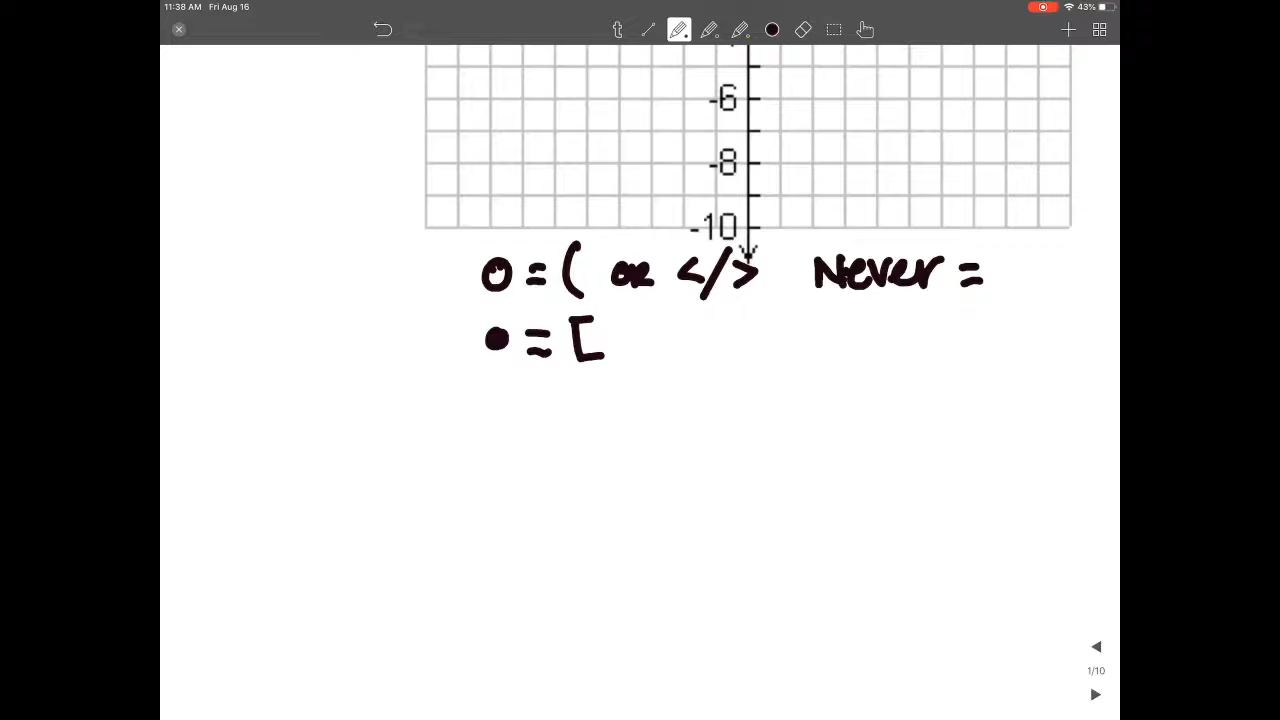 11:38 AM Fri Aug 16 43%
-6
-8
-10
o = ( or </> Never =
• = [
1/10